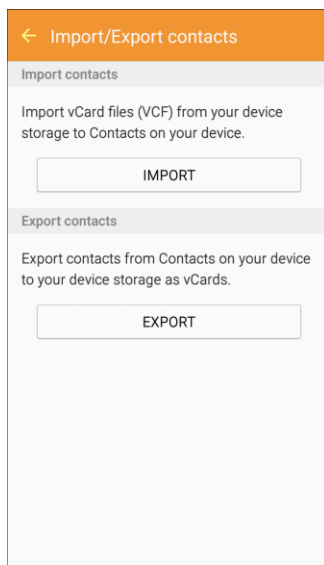 Import/Export contacts
Import contacts
Import vCard files (VCF) from your device
storage to Contacts on your device.
IMPORT
Export contacts
Export contacts from Contacts on your device
to your device storage as vCards.
EXPORT